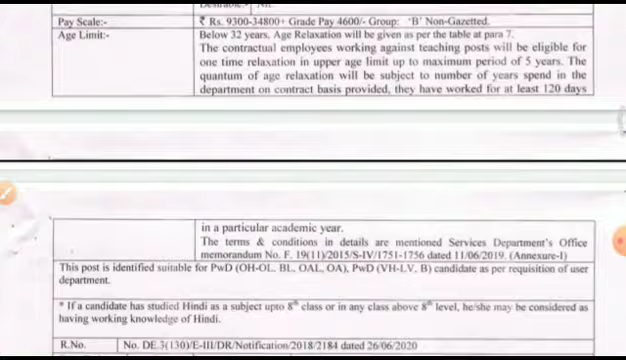 Desirable:- Nil
Pay Scale:- ₹ Rs. 9300-34800+ Grade Pay 4600/- Group: 'B' Non-Gazetted.
Age Limit:- Below 32 years, Age Relaxation will be given as per the table at para 7.
The contractual employees working against teaching posts will be eligible for
one time relaxation in upper age limit up to maximum period of 5 years. The
quantum of age relaxation will be subject to number of years spend in the
department on contract basis provided, they have worked for at least 120 days
in a particular academic year.
The terms & conditions in details are mentioned Services Department's Office
memorandum No. F. 19(11)/2015/S-IV/1751-1756 dated 11/06/2019. (Annexure-I)
This post is identified suitable for PwD (OH-OL, BL, OAL, OA), PwD (VH-LV, B) candidate as per requisition of user
department.
* If a candidate has studied Hindi as a subject upto 8th class or in any class above 8th level, he/she may be considered as
having working knowledge of Hindi.
R.No. No. DE.3(130)/E-III/DR/Notification/2018/2184 dated 26/06/2020